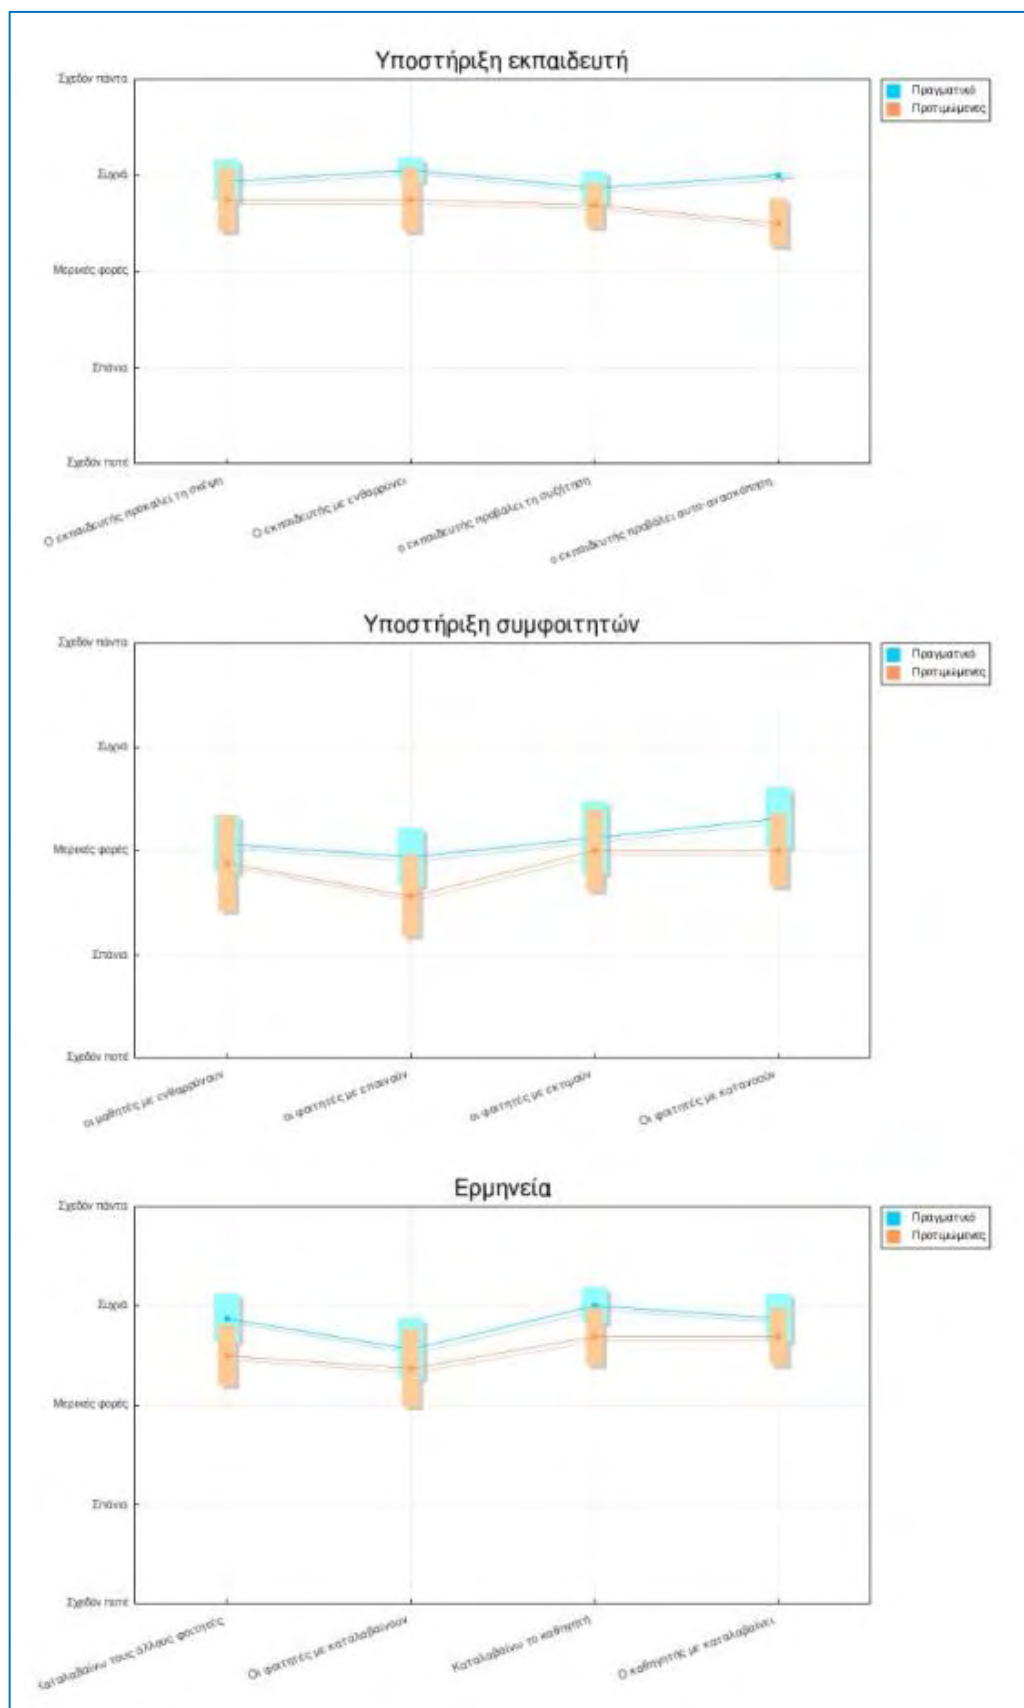 Υποστήριξη εκπαιδευτή
Σχεδόν πάντα
Συχνά
Μερικές φορές
Σπάνια
Σχεδόν ποτέ
Πραγματικό
Προτιμώμενες
Ο εκπαιδευτής προκαλεί τη σκέψη
Ο εκπαιδευτής με ενθαρρύνει
ο εκπαιδευτής προβάλει τη συζήτηση
ο εκπαιδευτής προβάλει αυτο-ανασκόπηση
Υποστήριξη συμφοιτητών
Σχεδόν πάντα
Συχνά
Μερικές φορές
Σπάνια
Σχεδόν ποτέ
Πραγματικό
Προτιμώμενες
οι μαθητές με ενθαρρύνουν
οι φοιτητές με επαινούν
οι φοιτητές με εκτιμούν
Οι φοιτητές με κατανοούν
Ερμηνεία
Σχεδόν πάντα
Συχνά
Μερικές φορές
Σπάνια
Σχεδόν ποτέ
Πραγματικό
Προτιμώμενες
Καταλαβαίνω τους άλλους φοιτητές
Οι φοιτητές με καταλαβαίνουν
Καταλαβαίνω το καθηγητή
Ο καθηγητής με καταλαβαίνει